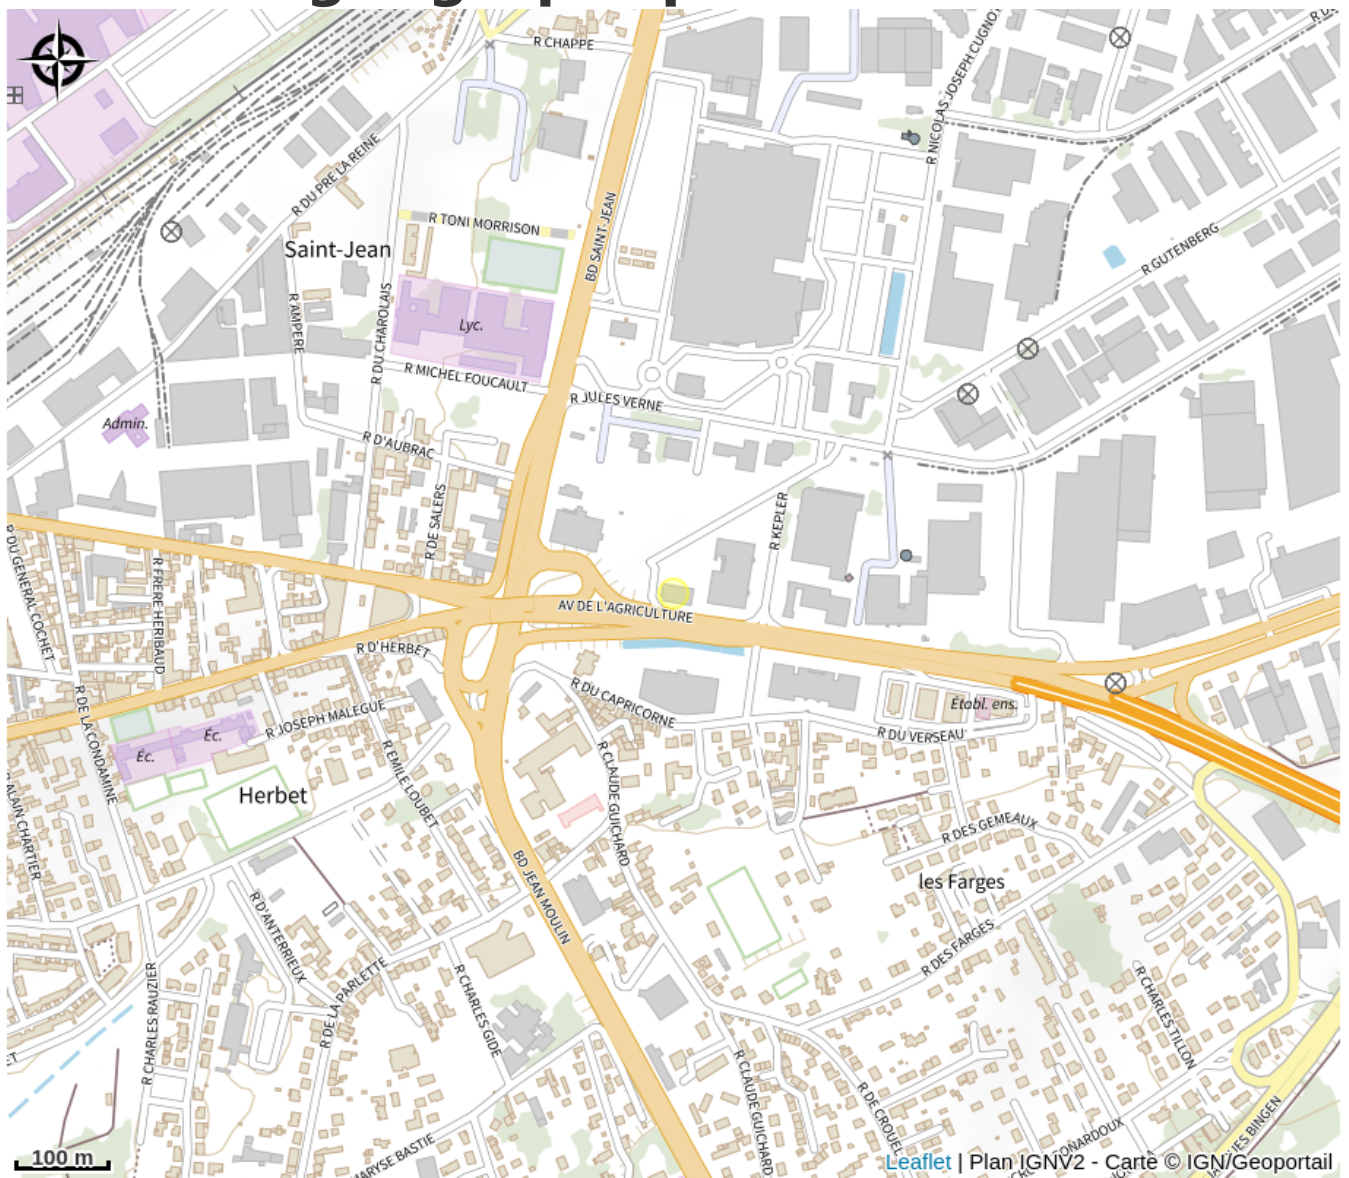 R CHAPPE
R NICOLAS JOSEPH CUGNOT
R DU PRE LA REINE
R TONI MORRISON
BD SAINT-JEAN
Saint-Jean
R GUTENBERG
R AMPERE
R DU CHAROLAIS
Lyc.
R MICHEL FOUCAULT
R JULES VERNE
Admin.
R D'AUBRAC
R DE SALERS
R KEPLER
R DU GENERAL COCHET
R FRERE HERIBAUD
AV DE L'AGRICULTURE
R D'HERBET
R DE LA CONDAMINE
R DU CAPRICORNE
Établ. ens.
R JOSEPH MALEGUE
Éc.
Éc.
R DU VERSEAU
R EMILE LOUBET
R CLAUDE GUICHARD
Herbet
ALAIN CHARTIER
R DES GEMEAUX
BD JEAN MOULIN
les Farges
R D'ANTERRIEUX
R DES FARGES
R DE LA PARLETTE
R CHARLES RAUZIER
R CHARLES GIDE
R CHARLES TILLON
R CLAUDE GUICHARD
R DE CROUEL
MARYSE BASTIE
UES BINGEN
100 m
Leaflet | Plan IGNV2 - Carte © IGN/Geoportail